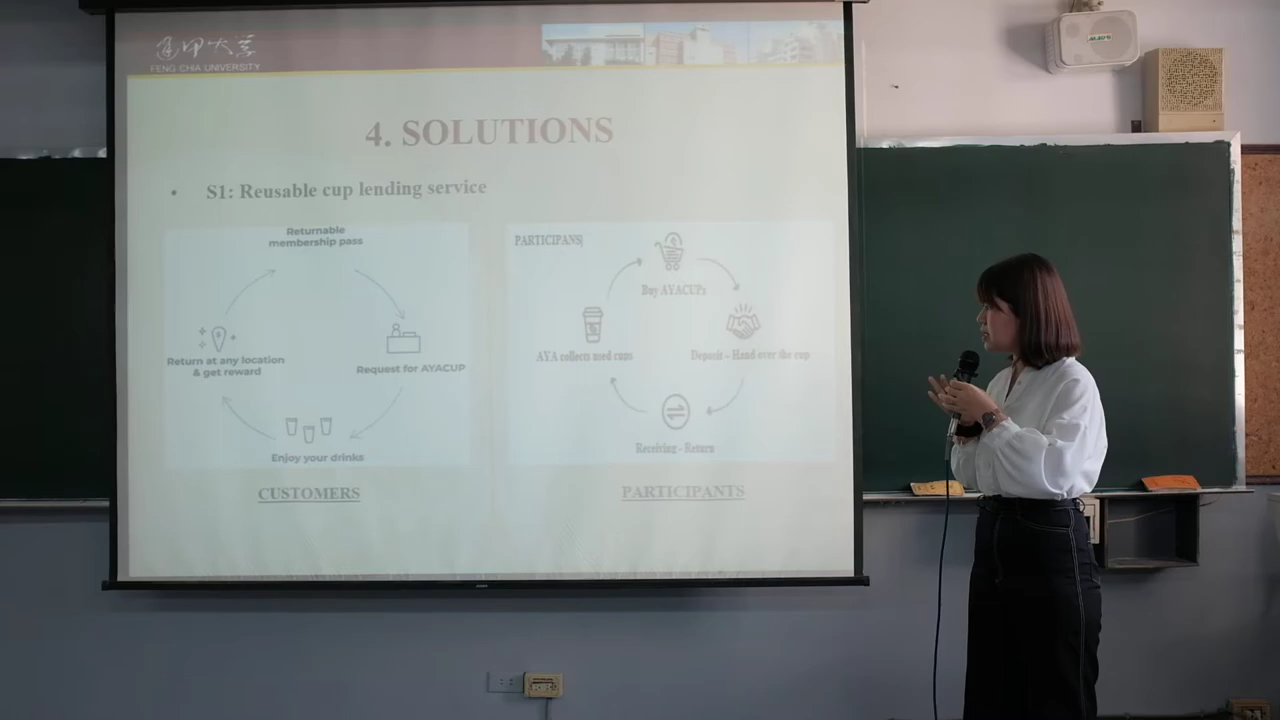 逢甲大學
FENG CHIA UNIVERSITY
4. SOLUTIONS
• S1: Reusable cup lending service
Returnable
membership pass
Request for AYACUP
Enjoy your drinks
Return at any location
& get reward
CUSTOMERS
PARTICIPANS
Buy AYACUPs
Deposit – Hand over the cup
Receiving - Return
AYA collects used cups
PARTICIPANTS